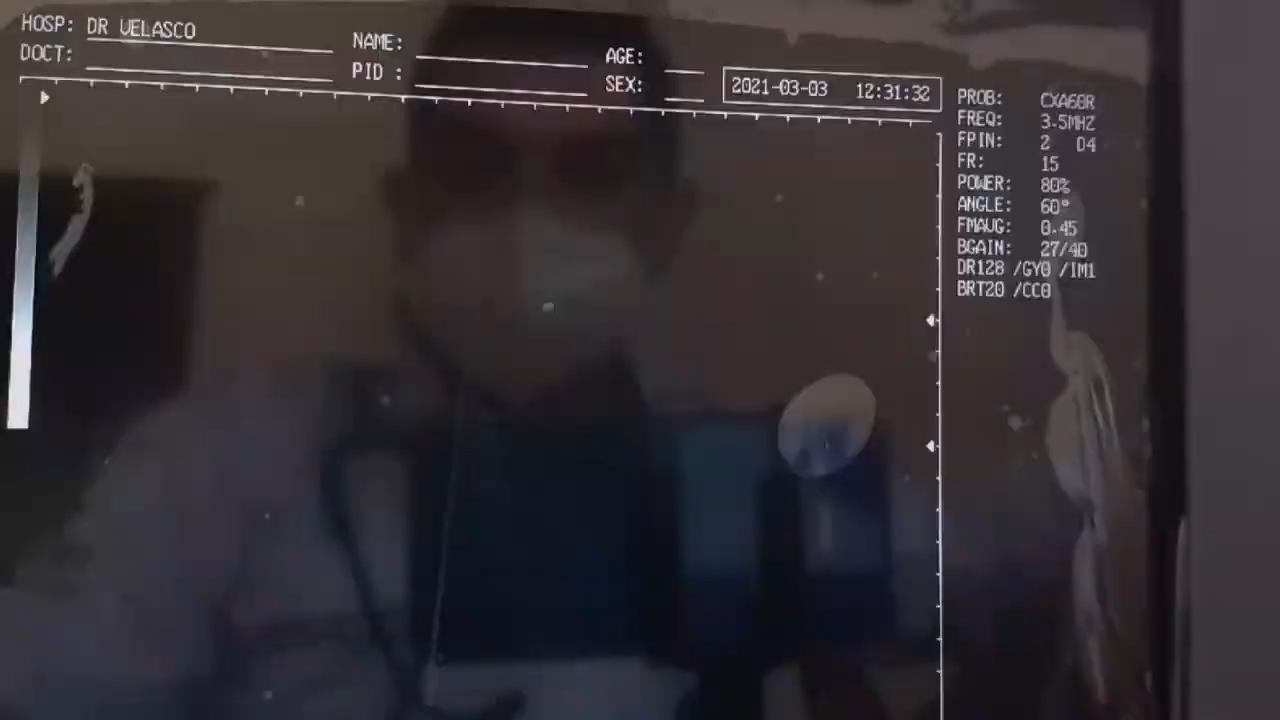 HOSP: DR VELASCO
DOCT:
NAME:
PID :
AGE:
SEX:
2021-03-03 12:31:32
PROB: CXA60R
FREQ: 3.5MHZ
FPIN: 2 D4
FR: 15
POWER: 80%
ANGLE: 60°
FMAUG: 0.45
BGAIN: 27/40
DR128 /GY0 /IM1
BRT20 /CC0